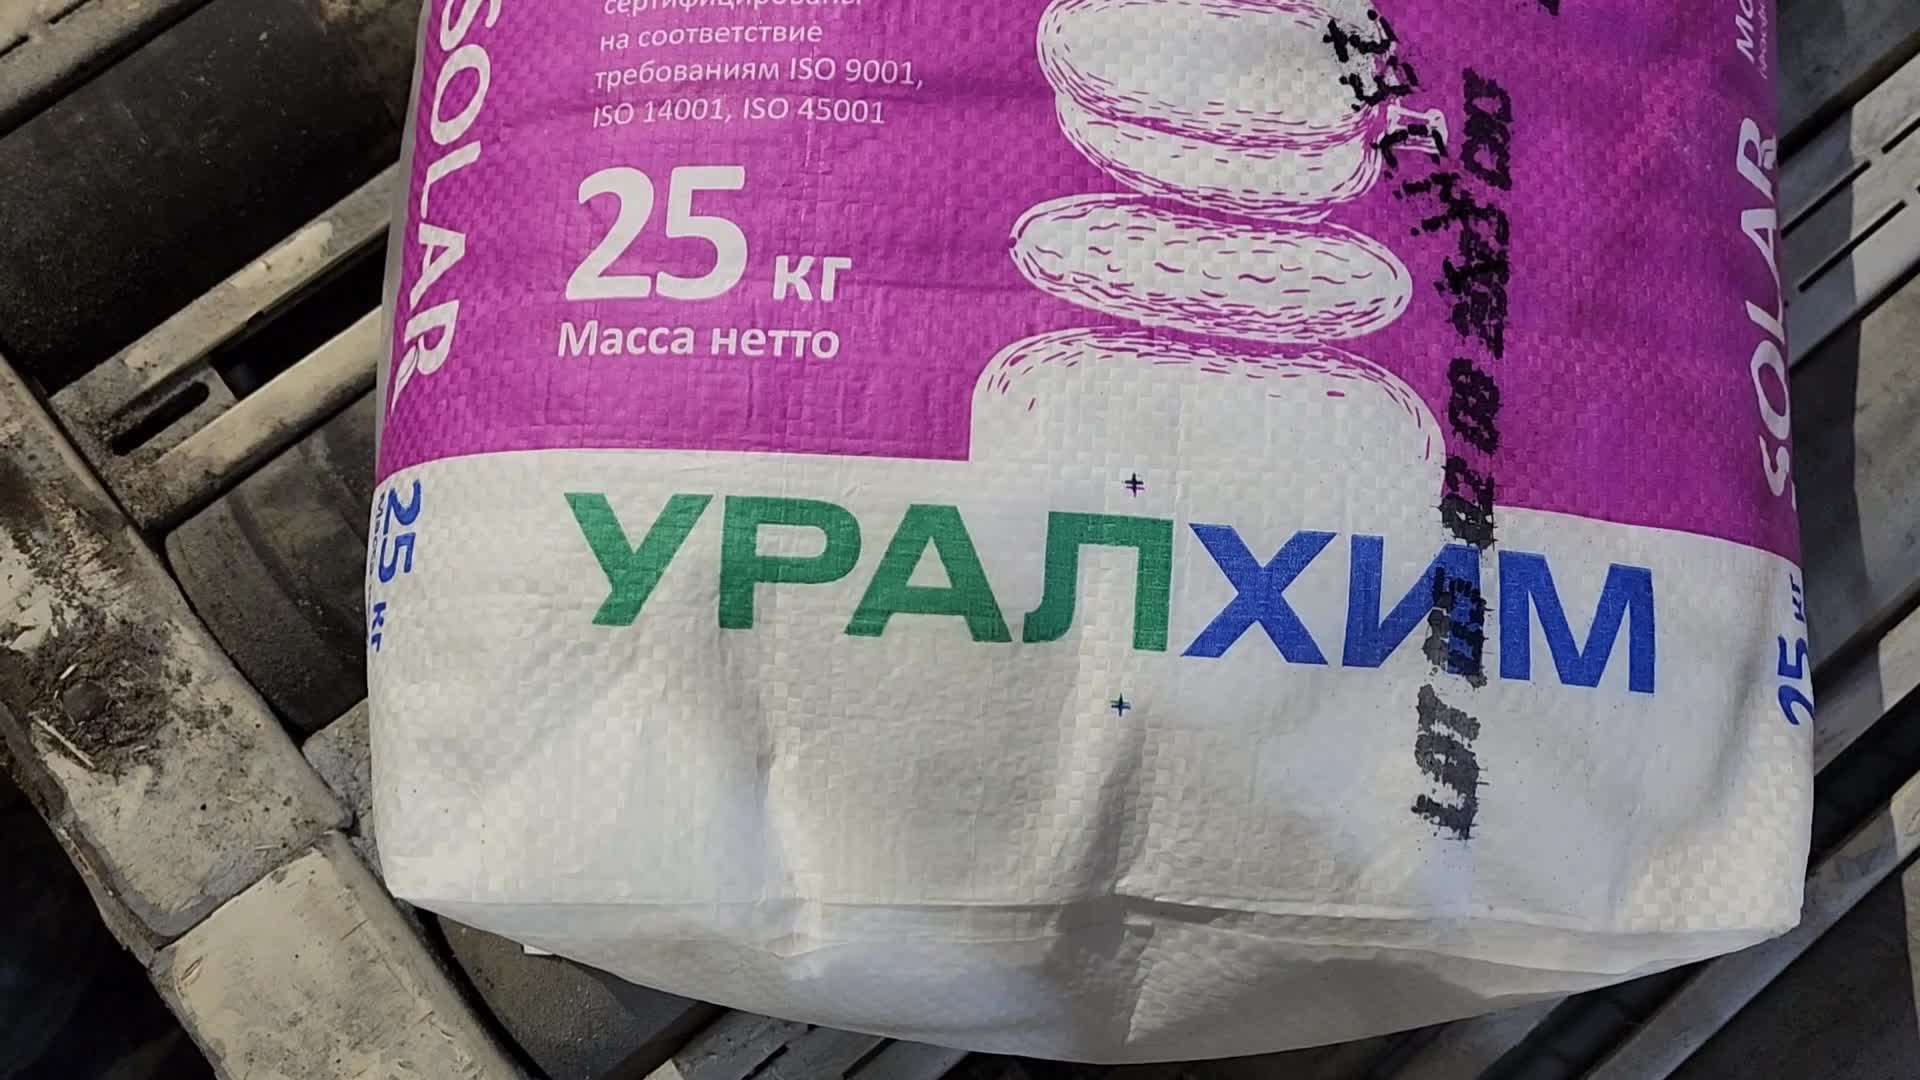 SOLAR
сертифицированы
на соответствие
требованиям ISO 9001,
ISO 14001, ISO 45001
25 кг
Масса нетто
25 кг
УРАЛХИМ
SOLAR
25 кг